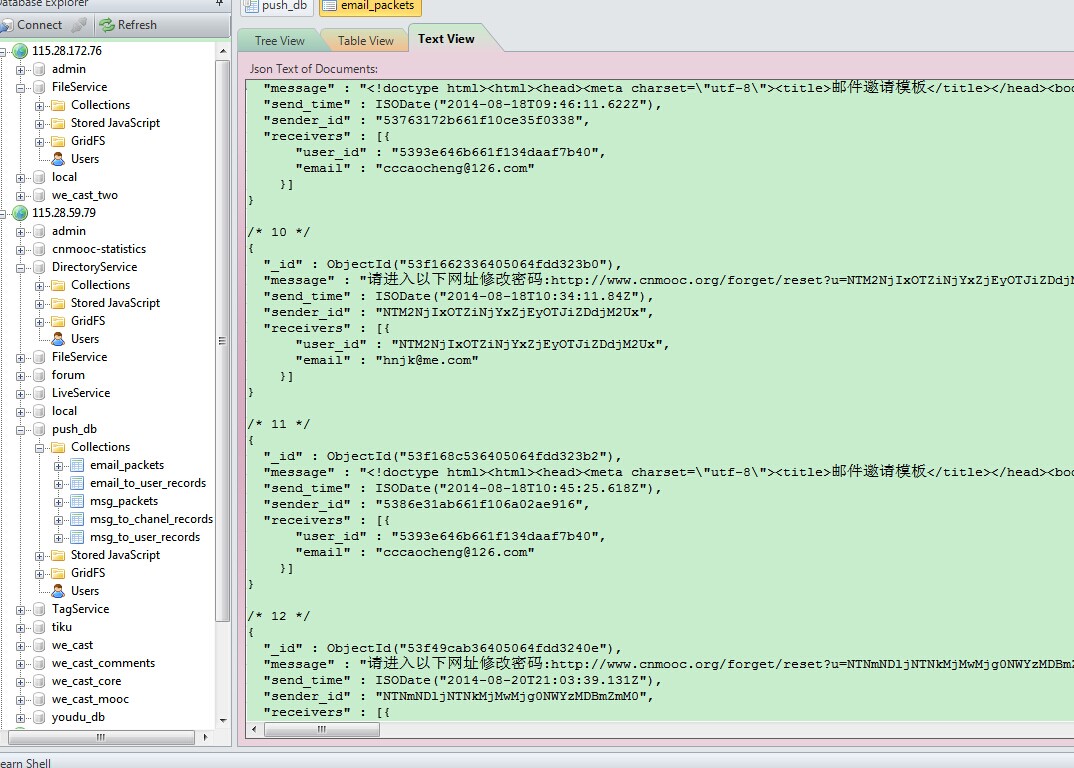 Database Explorer
Connect
Refresh
115.28.172.76
admin
FileService
Collections
Stored JavaScript
GridFS
Users
local
we_cast_two
115.28.59.79
admin
cnmooc-statistics
DirectoryService
Collections
Stored JavaScript
GridFS
Users
FileService
forum
LiveService
local
push_db
Collections
email_packets
email_to_user_records
msg_packets
msg_to_chanel_records
msg_to_user_records
Stored JavaScript
GridFS
Users
TagService
tiku
we_cast
we_cast_comments
we_cast_core
we_cast_mooc
youdu_db
push_db
email_packets
Tree View
Table View
Text View
Json Text of Documents:
"message" : "<!doctype html><html><head><meta charset=\"utf-8\"><title>邮件邀请模板</title></head><boc
"send_time" : ISODate("2014-08-18T09:46:11.622Z"),
"sender_id" : "53763172b661f10ce35f0338",
"receivers" : [{
"user_id" : "5393e646b661f134daaf7b40",
"email" : "cccaocheng@126.com"
}]
}
/* 10 */
{
"_id" : ObjectId("53f1662336405064fdd323b0"),
"message" : "请进入以下网址修改密码:http://www.cnmooc.org/forget/reset?u=NTM2NjIxOTZiNjYxZjEyOTJiZDdjN
"send_time" : ISODate("2014-08-18T10:34:11.84Z"),
"sender_id" : "NTM2NjIxOTZiNjYxZjEyOTJiZDdjM2Ux",
"receivers" : [{
"user_id" : "NTM2NjIxOTZiNjYxZjEyOTJiZDdjM2Ux",
"email" : "hnjk@me.com"
}]
}
/* 11 */
{
"_id" : ObjectId("53f168c536405064fdd323b2"),
"message" : "<!doctype html><html><head><meta charset=\"utf-8\"><title>邮件邀请模板</title></head><boc
"send_time" : ISODate("2014-08-18T10:45:25.618Z"),
"sender_id" : "5386e31ab661f106a02ae916",
"receivers" : [{
"user_id" : "5393e646b661f134daaf7b40",
"email" : "cccaocheng@126.com"
}]
}
/* 12 */
{
"_id" : ObjectId("53f49cab36405064fdd3240e"),
"message" : "请进入以下网址修改密码:http://www.cnmooc.org/forget/reset?u=NTNmNDljNTNkMjMwMjg0NWYzMDBmZ
"send_time" : ISODate("2014-08-20T21:03:39.131Z"),
"sender_id" : "NTNmNDljNTNkMjMwMjg0NWYzMDBmZmM0",
"receivers" : [{
earn Shell